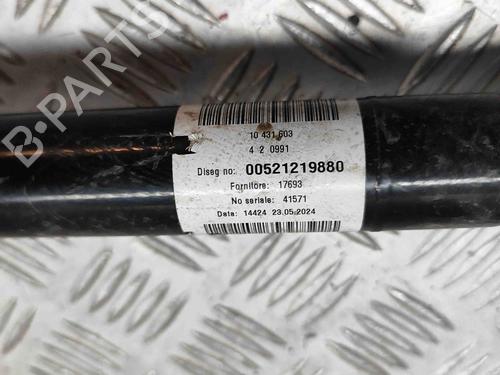 B-PARTS
10 431 603
4 2 0991
Diseg no: 00521219880
Fornitore: 17693
No seriale: 41571
Data: 14424 23.05.2024